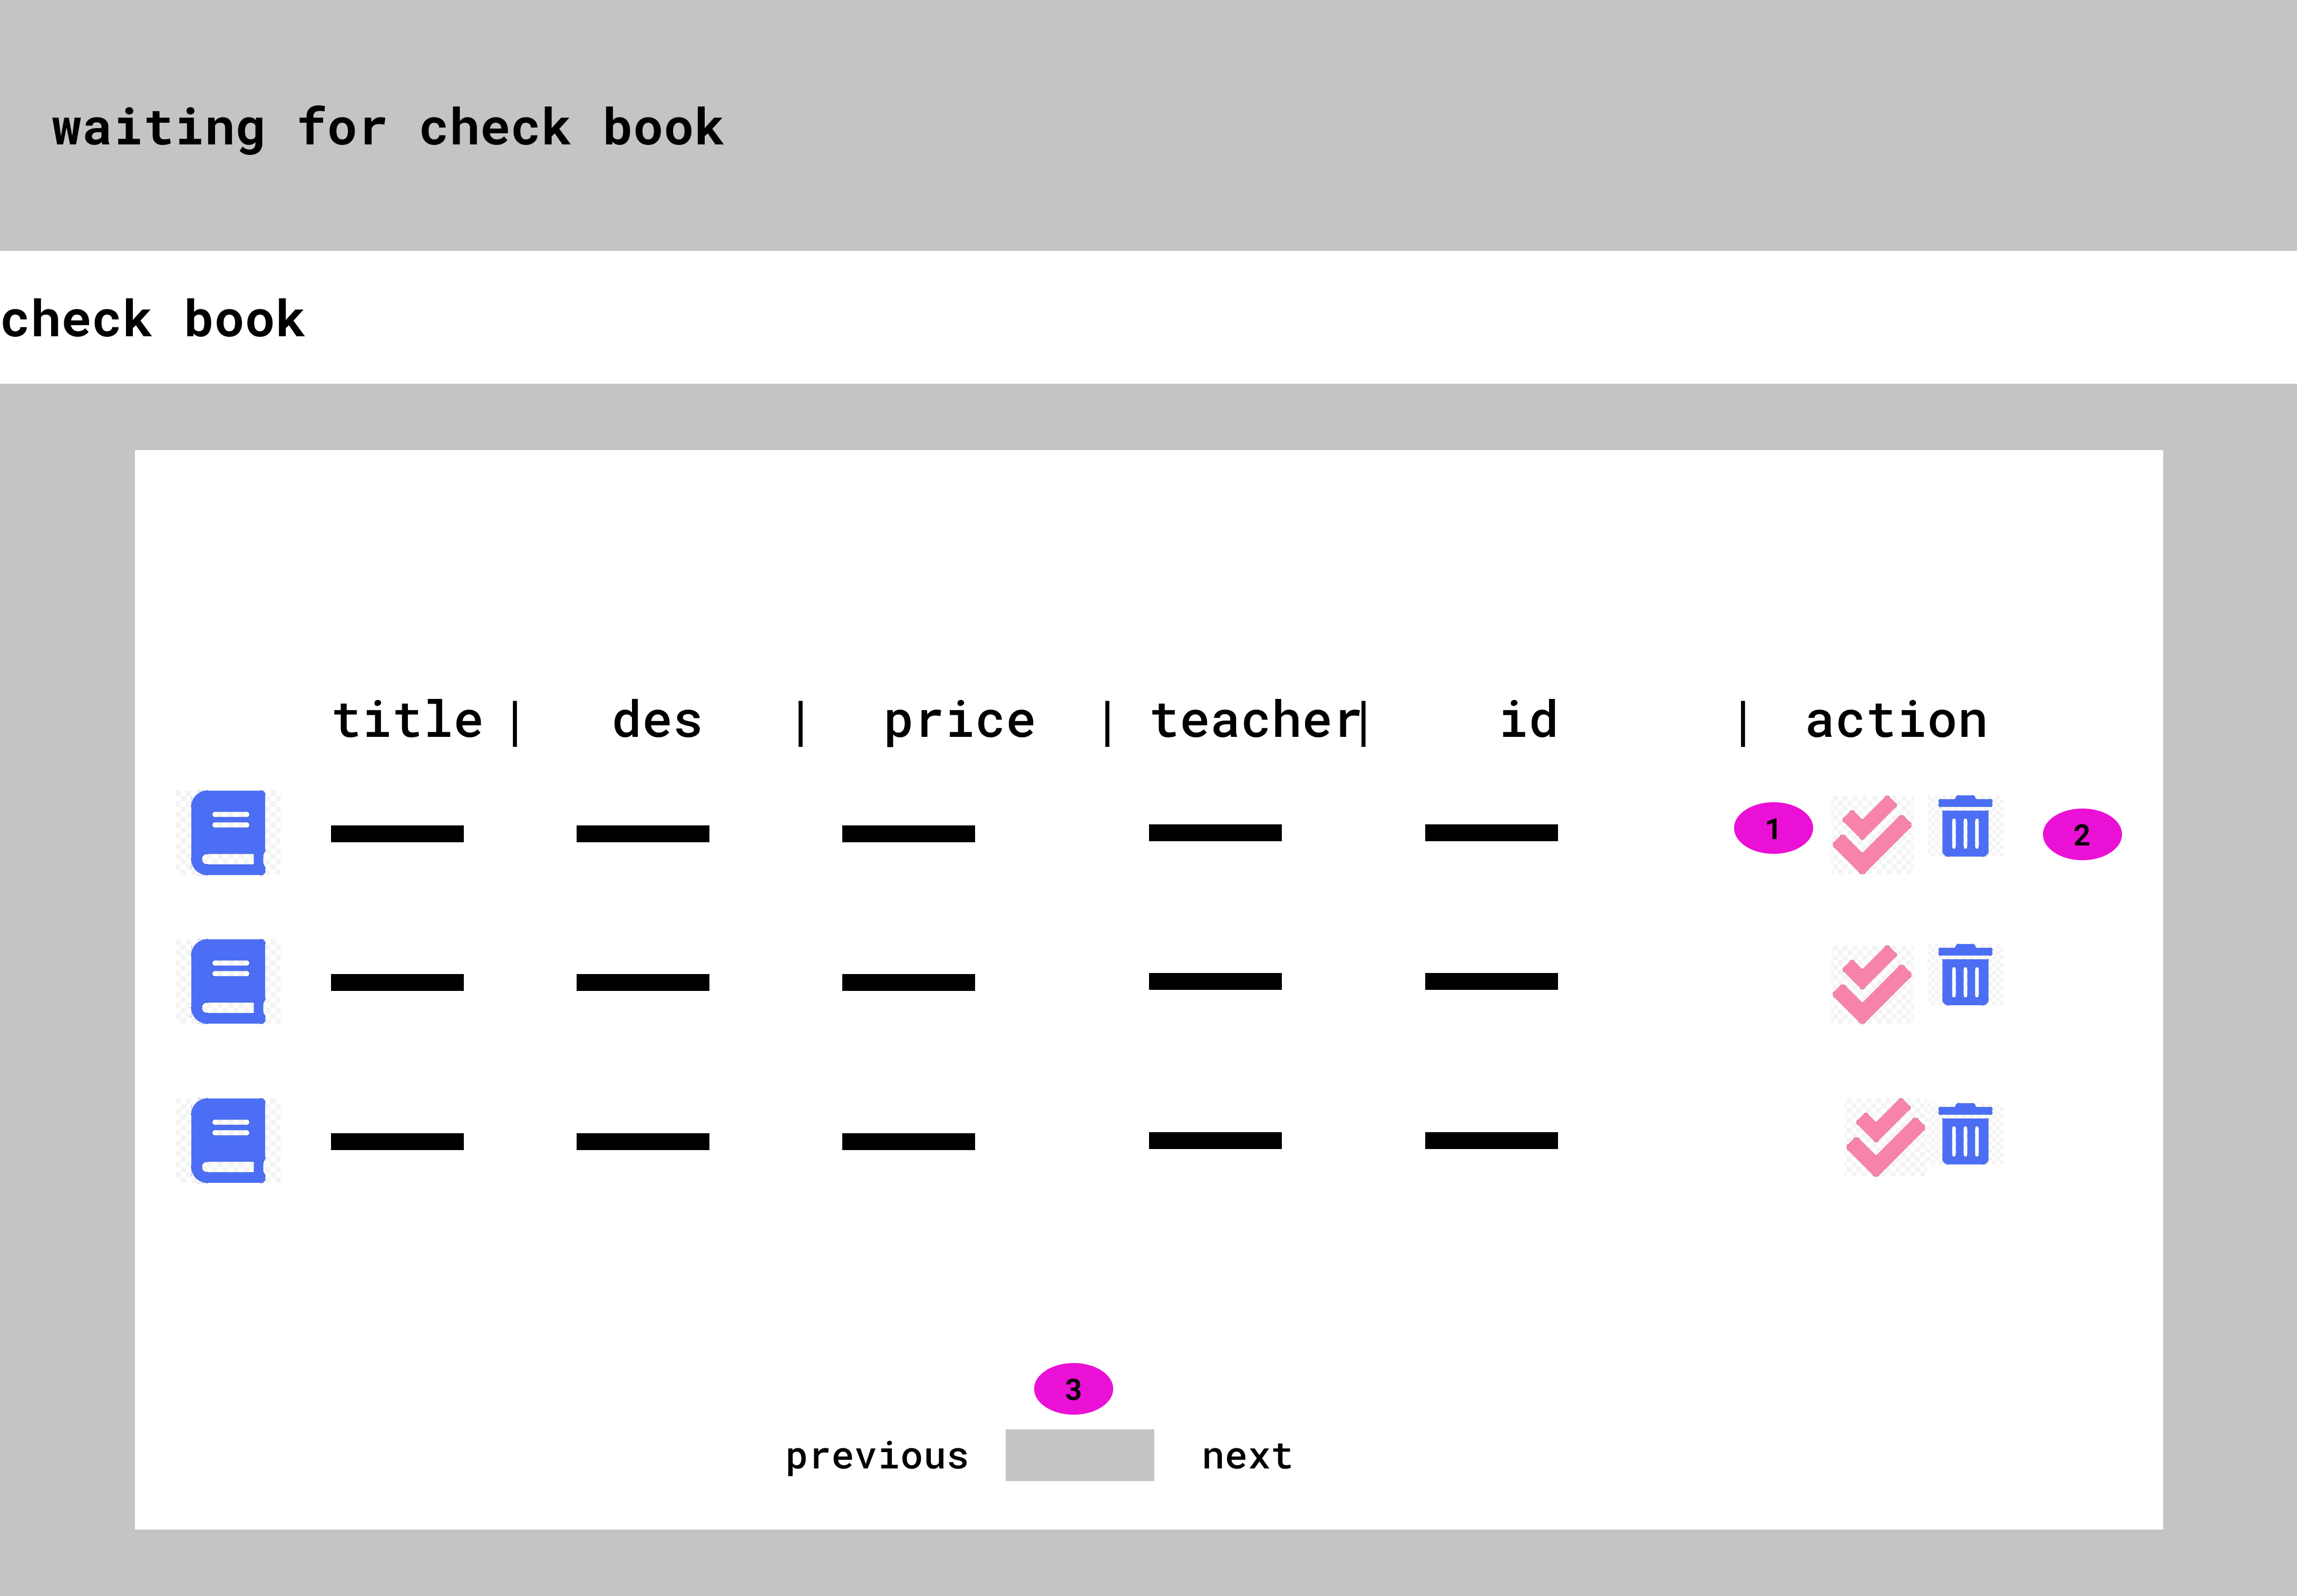 waiting for check book
check book
title | des | price | teacher| id | action
1 2
3
previous next